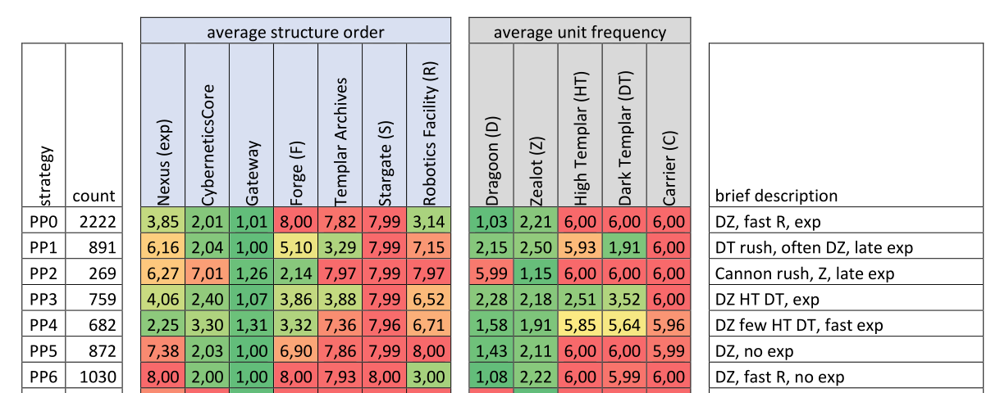 average structure order average unit frequency
strategy count Nexus (exp) CyberneticsCore Gateway Forge (F) Templar Archives Stargate (S) Robotics Facility (R) Dragoon (D) Zealot (Z) High Templar (HT) Dark Templar (DT) Carrier (C) brief description
PP0 2222 3,85 2,01 1,01 8,00 7,82 7,99 3,14 1,03 2,21 6,00 6,00 6,00 DZ, fast R, exp
PP1 891 6,16 2,04 1,00 5,10 3,29 7,99 7,15 2,15 2,50 5,93 1,91 6,00 DT rush, often DZ, late exp
PP2 269 6,27 7,01 1,26 2,14 7,97 7,99 7,97 5,99 1,15 6,00 6,00 6,00 Cannon rush, Z, late exp
PP3 759 4,06 2,40 1,07 3,86 3,88 7,99 6,52 2,28 2,18 2,51 3,52 6,00 DZ HT DT, exp
PP4 682 2,25 3,30 1,31 3,32 7,36 7,96 6,71 1,58 1,91 5,85 5,64 5,96 DZ few HT DT, fast exp
PP5 872 7,38 2,03 1,00 6,90 7,86 7,99 8,00 1,43 2,11 6,00 6,00 5,99 DZ, no exp
PP6 1030 8,00 2,00 1,00 8,00 7,93 8,00 3,00 1,08 2,22 6,00 5,99 6,00 DZ, fast R, no exp